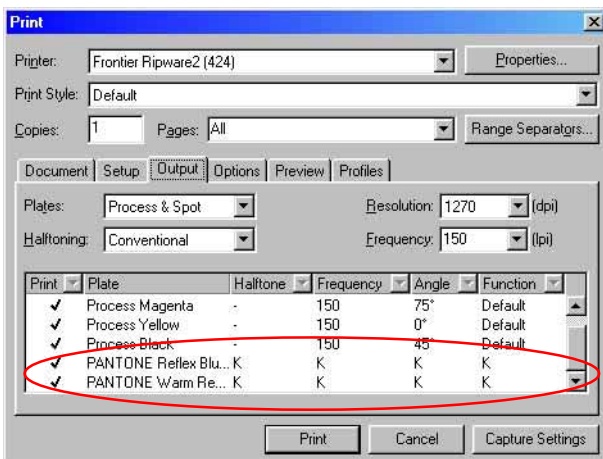 Print
Printer: Frontier Ripware2 (424) Properties...
Print Style: Default
Copies: 1 Pages: All Range Separators...
Document Setup Output Options Preview Profiles
Plates: Process & Spot Resolution: 1270 (dpi)
Halftoning: Conventional Frequency: 150 (lpi)
Print Plate Halftone Frequency Angle Function
Process Magenta - 150 75° Default
Process Yellow - 150 0° Default
Process Black - 150 45° Default
PANTONE Reflex Blu... K K K K
PANTONE Warm Re... K K K K
Print Cancel Capture Settings